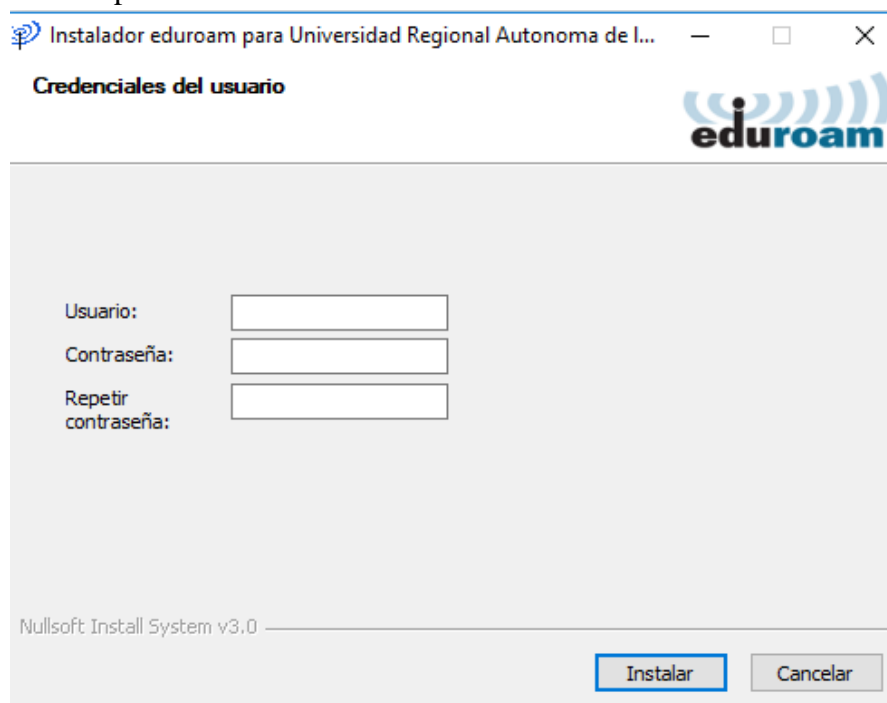 Instalador eduroam para Universidad Regional Autonoma de l...
Credenciales del usuario
eduroam
Usuario:
Contraseña:
Repetir
contraseña:
Nullsoft Install System v3.0
Instalar
Cancelar